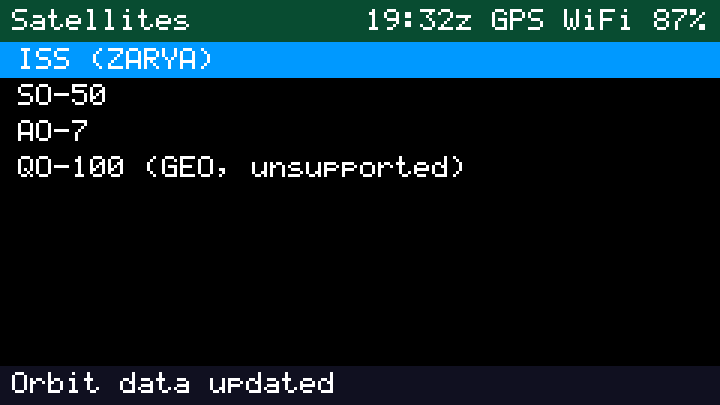 Satellites 19:32z GPS WiFi 87%
ISS (ZARYA)
SO-50
AO-7
QO-100 (GEO, unsupported)
Orbit data updated